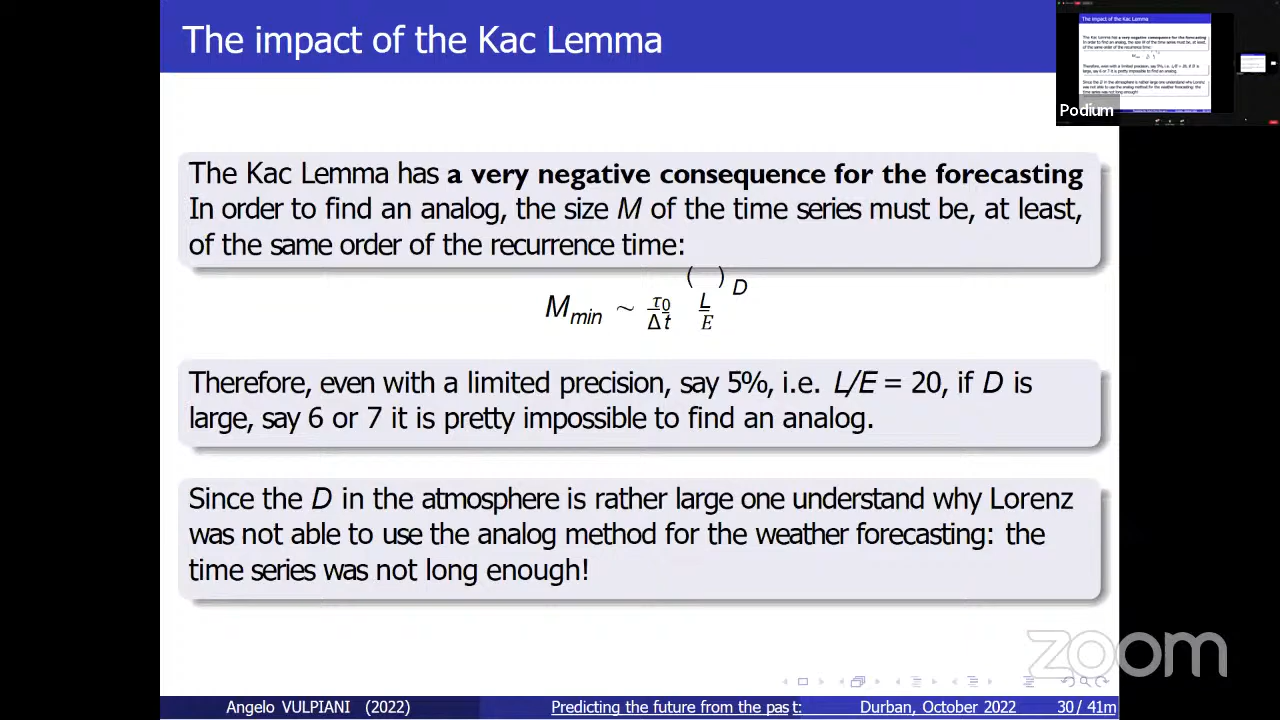 The impact of the Kac Lemma
Podium
The Kac Lemma has a very negative consequence for the forecasting
In order to find an analog, the size M of the time series must be, at least,
of the same order of the recurrence time:
M_min ~ τ0/Δt (L/E)^D
Therefore, even with a limited precision, say 5%, i.e. L/E = 20, if D is
large, say 6 or 7 it is pretty impossible to find an analog.
Since the D in the atmosphere is rather large one understand why Lorenz
was not able to use the analog method for the weather forecasting: the
time series was not long enough!
zoom
Angelo VULPIANI (2022) Predicting the future from the past: Durban, October 2022 30 / 41m